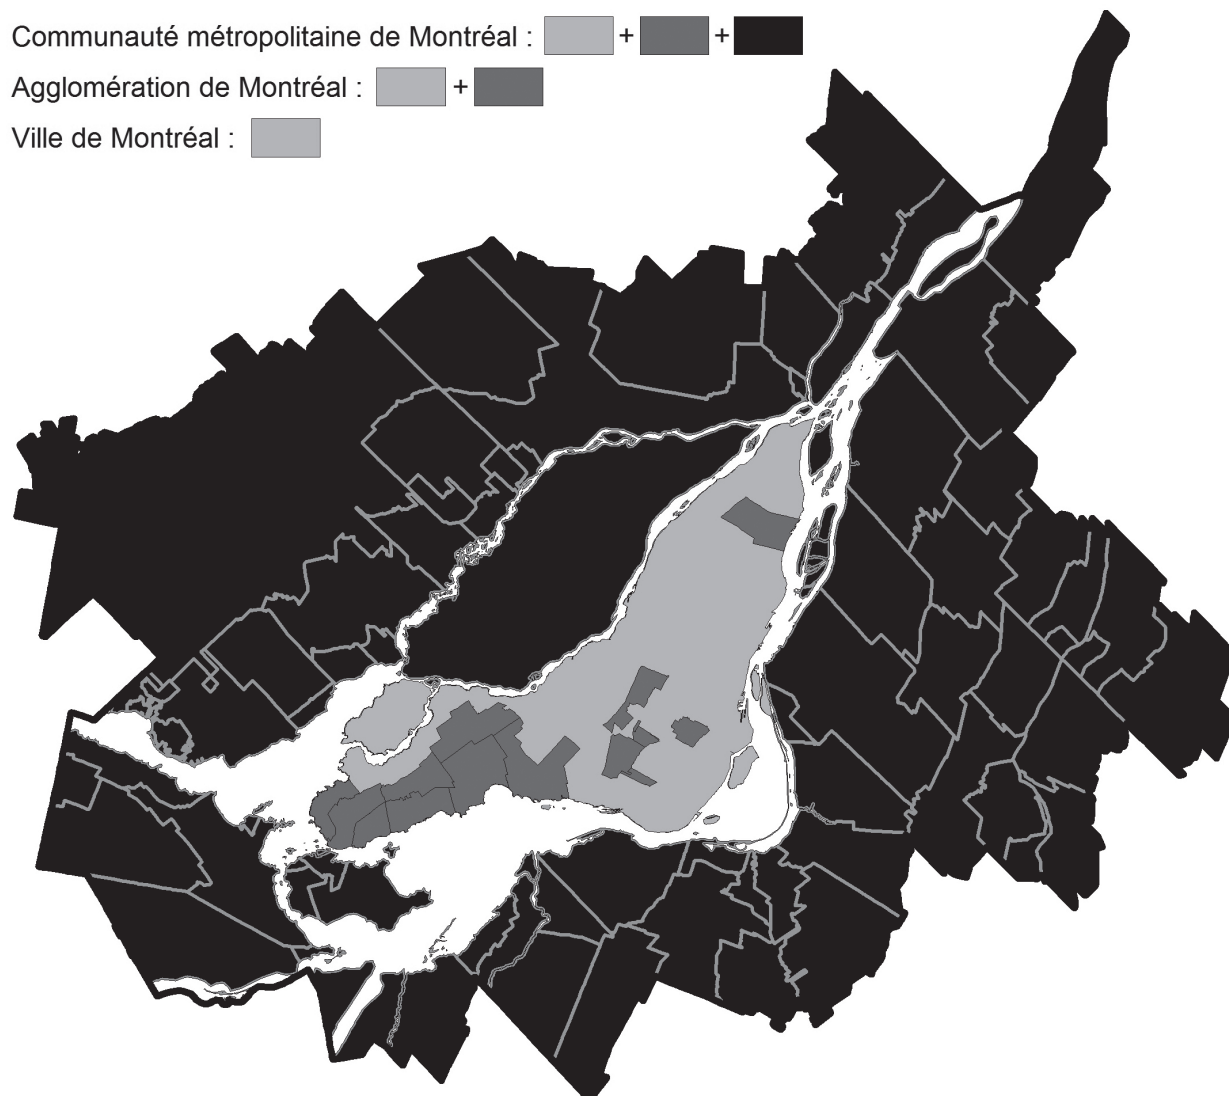 Communauté métropolitaine de Montréal : + +
Agglomération de Montréal : +
Ville de Montréal :